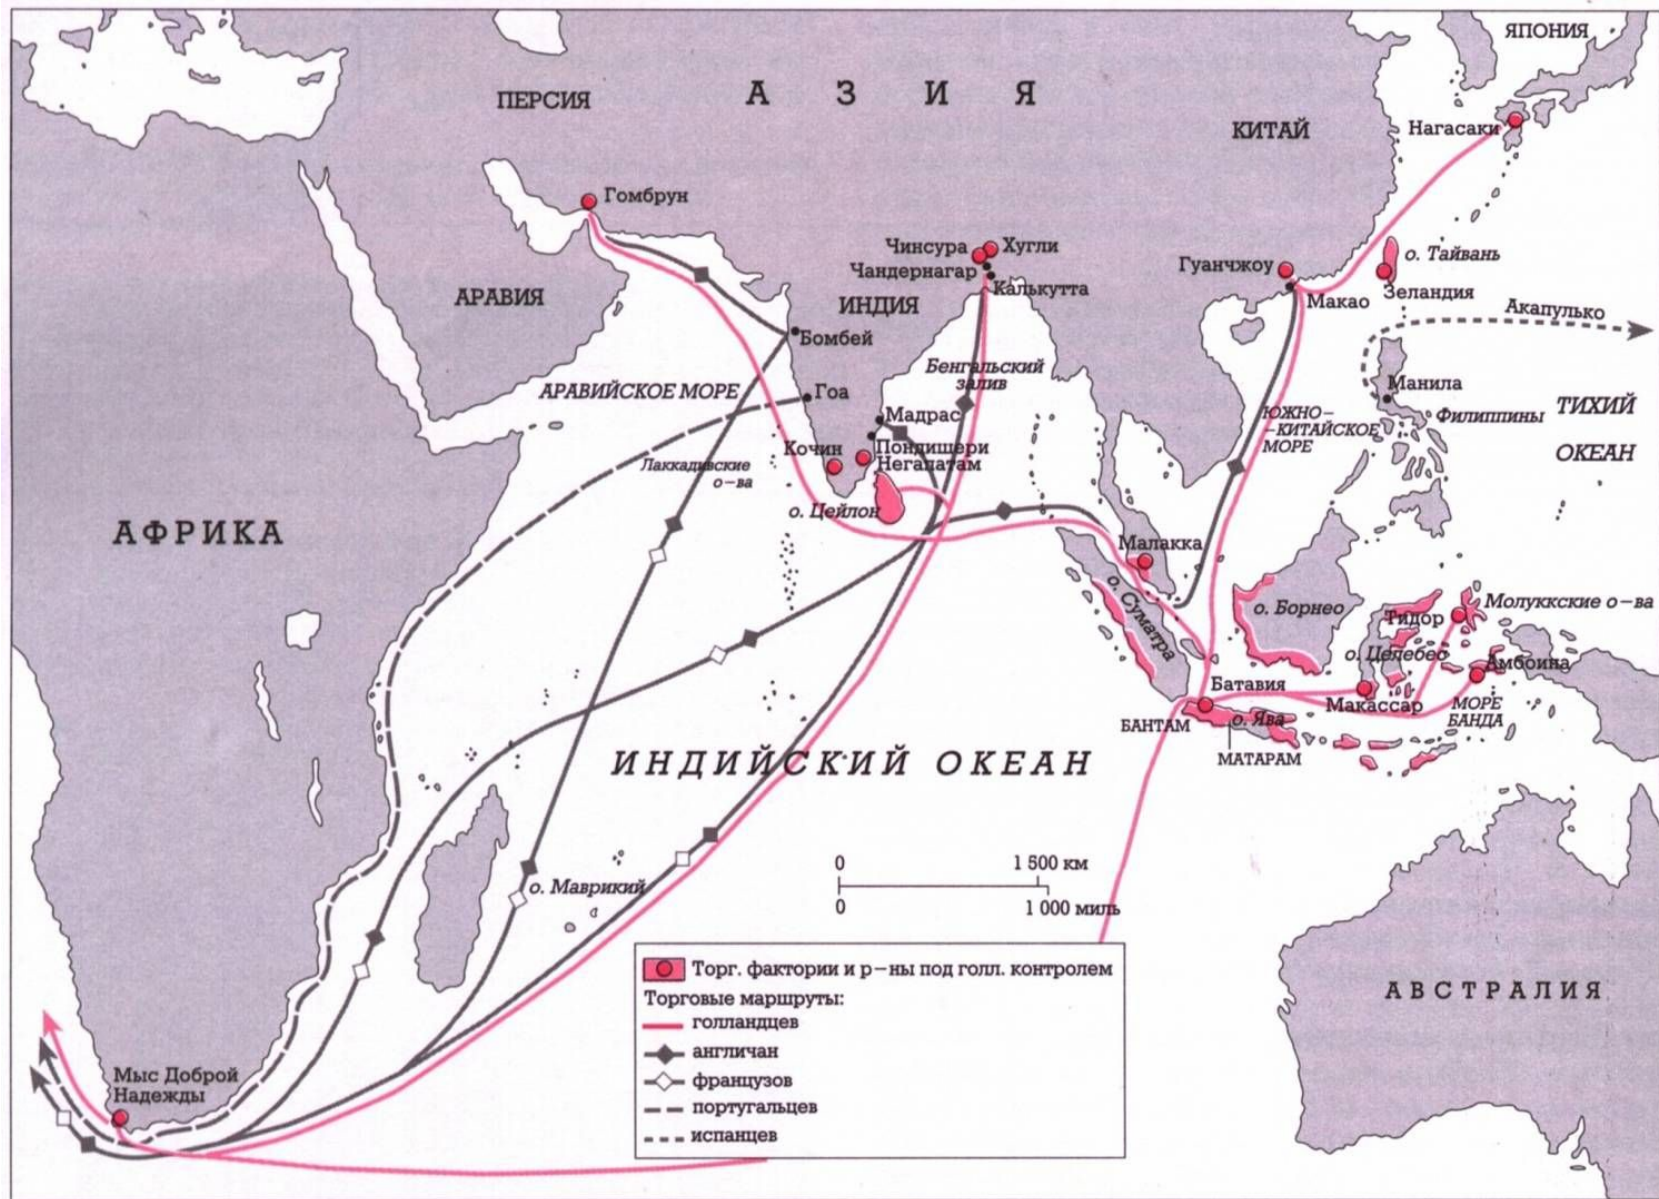 ЯПОНИЯ
ПЕРСИЯ
АЗИЯ
КИТАЙ
Нагасаки
Гомбрун
Чинсура
Хугли
Чандернагар
Калькутта
Гуанчжоу
Макао
о. Тайвань
Зеландия
Акапулько
АРАВИЯ
ИНДИЯ
Бомбей
АРАВИЙСКОЕ МОРЕ
Гоа
Бенгальский
залив
Мадрас
Пондишери
Негапатам
Кочин
Лаккадивские
о-ва
о. Цейлон
ЮЖНО-
-КИТАЙСКОЕ
МОРЕ
Манила
Филиппины
ТИХИЙ
ОКЕАН
АФРИКА
Малакка
о. Суматра
о. Борнео
Тидор
Молуккские о-ва
о. Целебес
Амбоина
Батавия
Макассар
МОРЕ
БАНДА
БАНТАМ
о. Ява
МАТАРАМ
ИНДИЙСКИЙ ОКЕАН
о. Маврикий
0 1 500 км
0 1 000 миль
АВСТРАЛИЯ
Мыс Доброй
Надежды
Торг. фактории и р-ны под голл. контролем
Торговые маршруты:
голландцев
англичан
французов
португальцев
испанцев